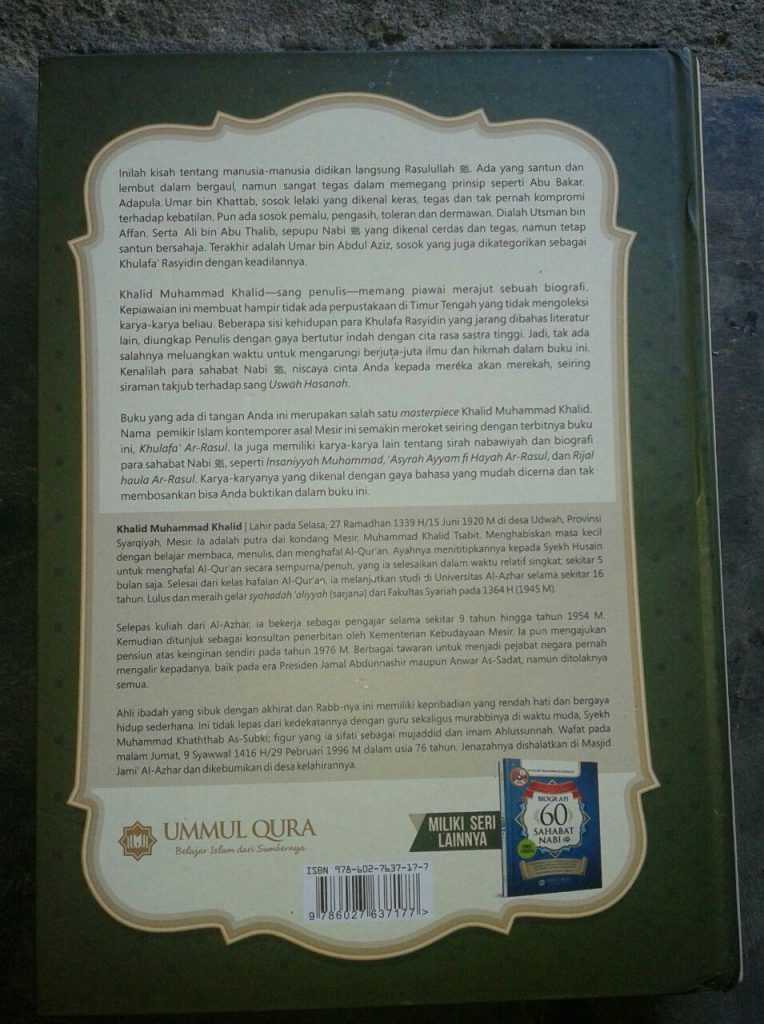 Inilah kisah tentang manusia-manusia didikan langsung Rasulullah ﷺ. Ada yang santun dan
lembut dalam bergaul, namun sangat tegas dalam memegang prinsip seperti Abu Bakar.
Adapula Umar bin Khattab, sosok lelaki yang dikenal keras, tegas dan tak pernah kompromi
terhadap kebatilan. Pun ada sosok pemalu, pengasih, toleran dan dermawan. Dialah Utsman bin
Affan. Serta Ali bin Abu Thalib, sepupu Nabi ﷺ yang dikenal cerdas dan tegas, namun tetap
santun bersahaja. Terakhir adalah Umar bin Abdul Aziz, sosok yang juga dikategorikan sebagai
Khulafa' Rasyidin dengan keadilannya.
Khalid Muhammad Khalid—sang penulis—memang piawai merajut sebuah biografi.
Kepiawaian ini membuat hampir tidak ada perpustakaan di Timur Tengah yang tidak mengoleksi
karya-karya beliau. Beberapa sisi kehidupan para Khulafa Rasyidin yang jarang dibahas literatur
lain, diungkap Penulis dengan gaya bertutur indah dengan cita rasa sastra tinggi. Jadi, tak ada
salahnya meluangkan waktu untuk mengarungi berjuta-juta ilmu dan hikmah dalam buku ini.
Kenalilah para sahabat Nabi ﷺ, niscaya cinta Anda kepada mereka akan merekah, seiring
siraman takjub terhadap sang Uswah Hasanah.
Buku yang ada di tangan Anda ini merupakan salah satu masterpiece Khalid Muhammad Khalid.
Nama pemikir Islam kontemporer asal Mesir ini semakin meroket seiring dengan terbitnya buku
ini, Khulafa' Ar-Rasul. Ia juga memiliki karya-karya lain tentang sirah nabawiyah dan biografi
para sahabat Nabi ﷺ, seperti Insaniyyah Muhammad, 'Asyrah Ayyam fi Hayah Ar-Rasul, dan Rijal
haula Ar-Rasul. Karya-karyanya yang dikenal dengan gaya bahasa yang mudah dicerna dan tak
membosankan bisa Anda buktikan dalam buku ini.
Khalid Muhammad Khalid | Lahir pada Selasa, 27 Ramadhan 1339 H/15 Juni 1920 M di desa Udwah, Provinsi
Syarqiyah, Mesir. Ia adalah putra dai kondang Mesir, Muhammad Khalid Tsabit. Menghabiskan masa kecil
dengan belajar membaca, menulis, dan menghafal Al-Qur'an. Ayahnya menititipkannya kepada Syekh Husain
untuk menghafal Al-Qur'an secara sempurna/penuh, yang ia selesaikan dalam waktu relatif singkat; sekitar 5
bulan saja. Selesai dari kelas hafalan Al-Qur'an, ia melanjutkan studi di Universitas Al-Azhar selama sekitar 16
tahun. Lulus dan meraih gelar syahadah 'aliyyah (sarjana) dari Fakultas Syariah pada 1364 H (1945 M).
Selepas kuliah dari Al-Azhar, ia bekerja sebagai pengajar selama sekitar 9 tahun hingga tahun 1954 M.
Kemudian ditunjuk sebagai konsultan penerbitan oleh Kementerian Kebudayaan Mesir. Ia pun mengajukan
pensiun atas keinginan sendiri pada tahun 1976 M. Berbagai tawaran untuk menjadi pejabat negara pernah
mengalir kepadanya, baik pada era Presiden Jamal Abdunnashir maupun Anwar As-Sadat, namun ditolaknya
semua.
Ahli ibadah yang sibuk dengan akhirat dan Rabb-nya ini memiliki kepribadian yang rendah hati dan bergaya
hidup sederhana. Ini tidak lepas dari kedekatannya dengan guru sekaligus murabbinya di waktu muda, Syekh
Muhammad Khaththab As-Subki; figur yang ia sifati sebagai mujaddid dan imam Ahlussunnah. Wafat pada
malam Jumat, 9 Syawwal 1416 H/29 Pebruari 1996 M dalam usia 76 tahun. Jenazahnya dishalatkan di Masjid
Jami' Al-Azhar dan dikebumikan di desa kelahirannya.
UMMUL QURA
Belajar Islam dari Sumbernya
MILIKI SERI
LAINNYA
BIOGRAFI
60
SAHABAT
NABI ﷺ
ISBN 978-602-7637-17-7
9 786027 637177 >